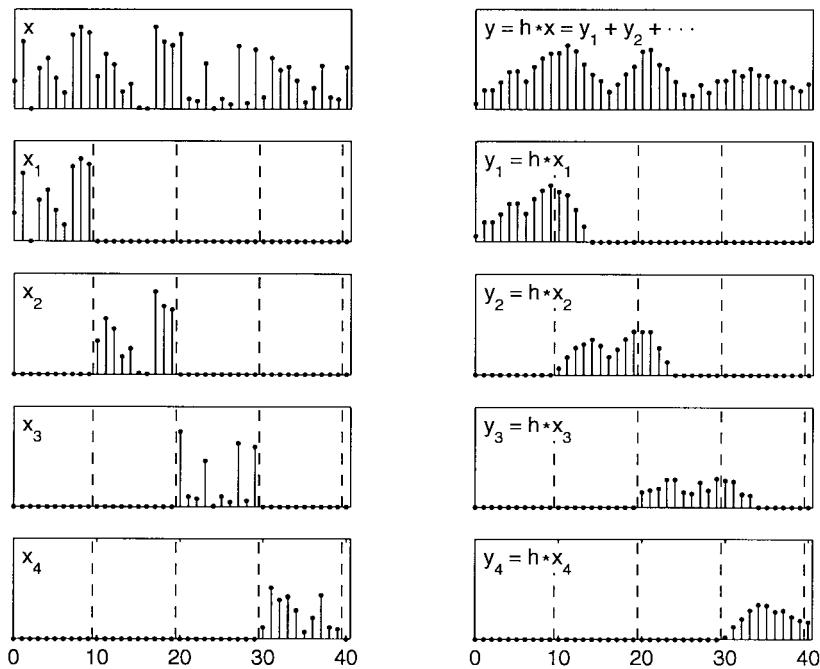 x
y = h*x = y₁ + y₂ + · · ·
x₁
y₁ = h*x₁
x₂
y₂ = h*x₂
x₃
y₃ = h*x₃
x₄
y₄ = h*x₄
0 10 20 30 40
0 10 20 30 40